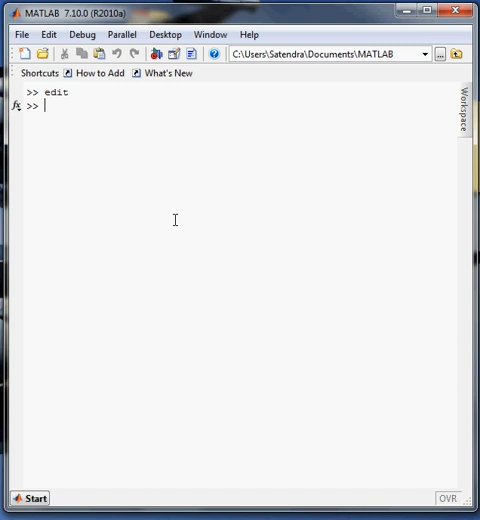 MATLAB 7.10.0 (R2010a)
File Edit Debug Parallel Desktop Window Help
C:\Users\Satendra\Documents\MATLAB ...
Shortcuts How to Add What's New
>> edit
fx >>
Workspace
Start
OVR